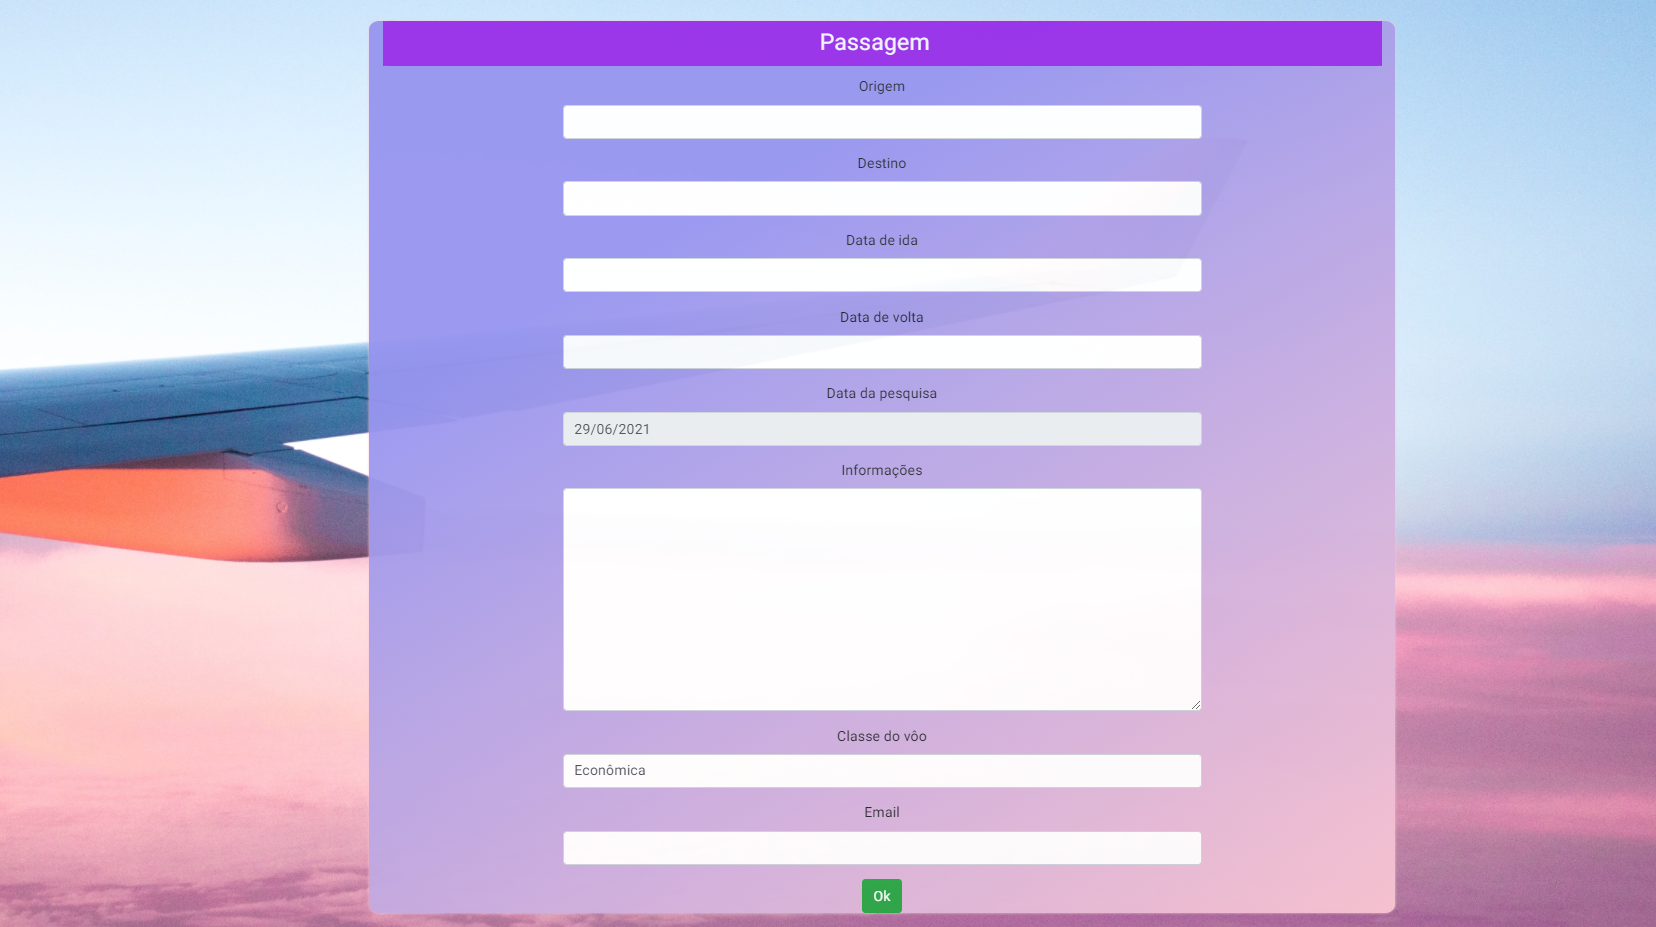 Passagem
Origem
Destino
Data de ida
Data de volta
Data da pesquisa
29/06/2021
Informações
Classe do vôo
Econômica
Email
Ok